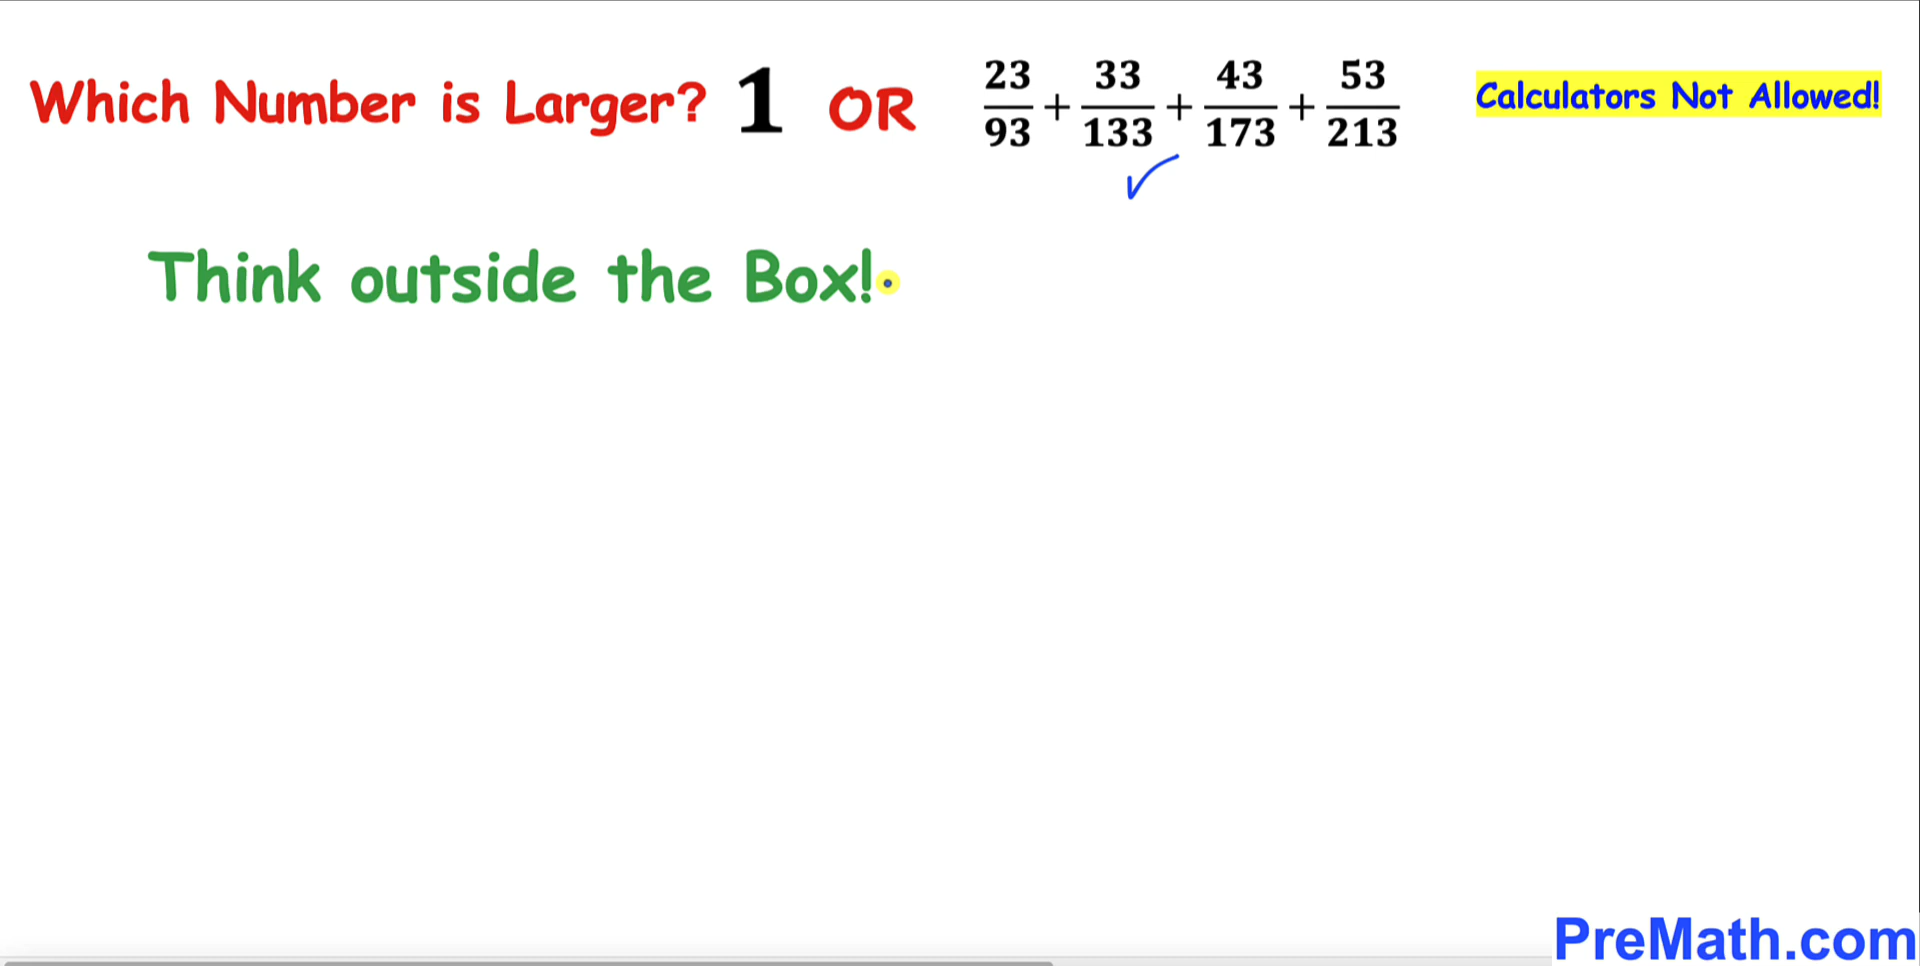 Which Number is Larger? 1 OR 23/93 + 33/133 + 43/173 + 53/213 Calculators Not Allowed!
Think outside the Box!
PreMath.com